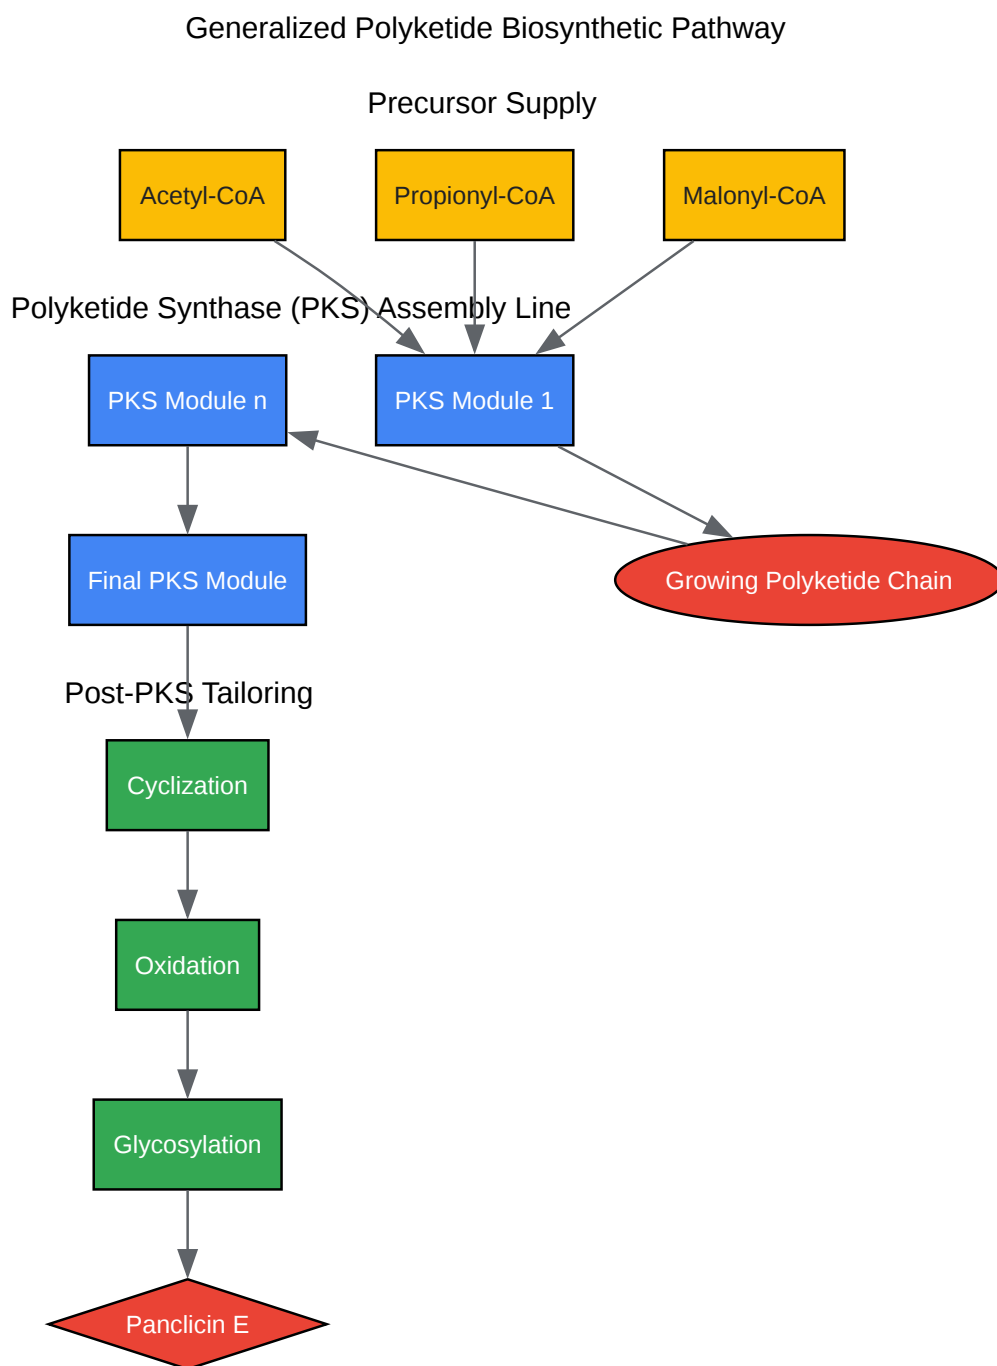 Generalized Polyketide Biosynthetic Pathway
Precursor Supply
Acetyl-CoA
Propionyl-CoA
Malonyl-CoA
Polyketide Synthase (PKS) Assembly Line
PKS Module n
PKS Module 1
Final PKS Module
Growing Polyketide Chain
Post-PKS Tailoring
Cyclization
Oxidation
Glycosylation
Panclicin E